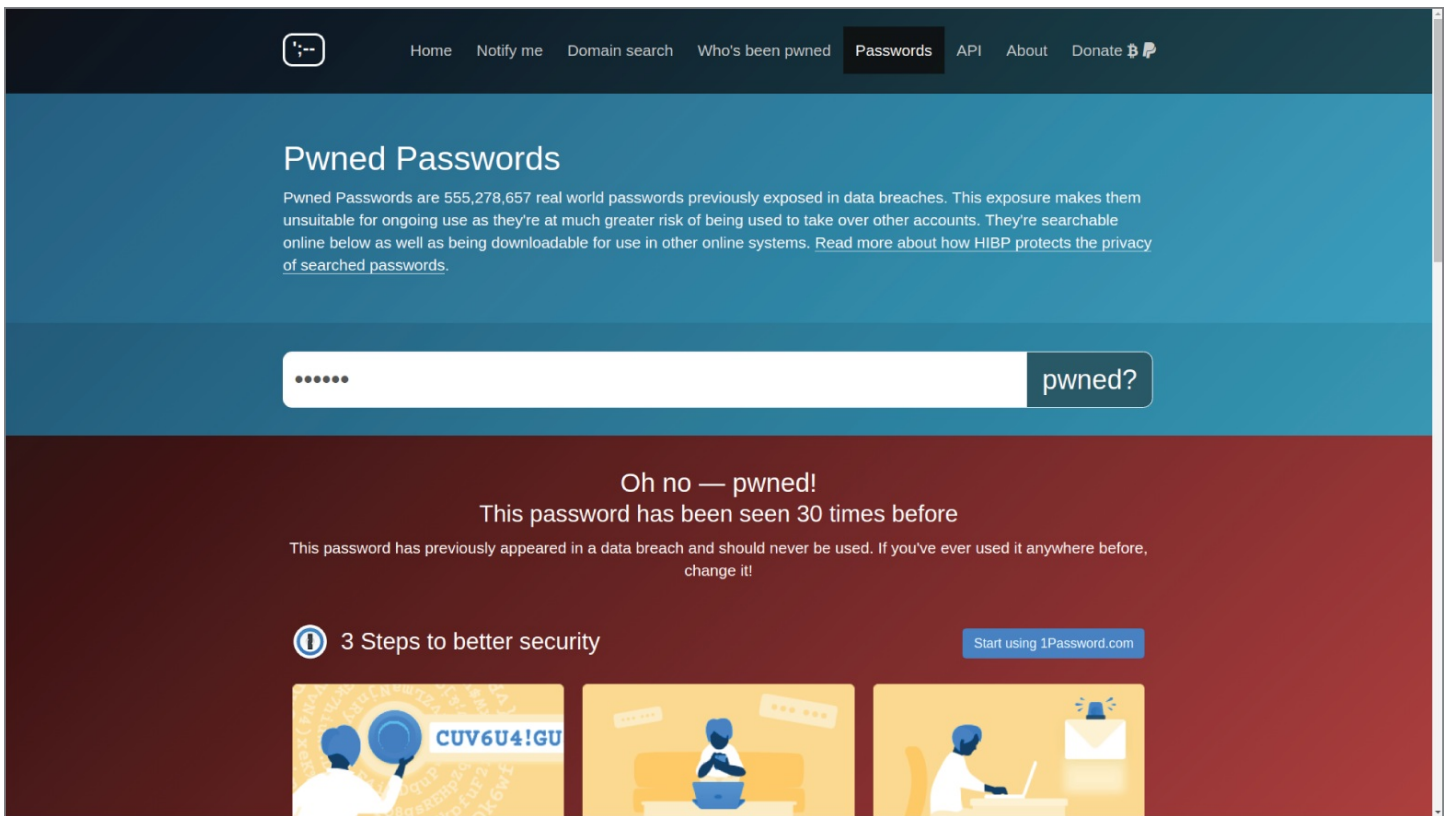 ';--
Home Notify me Domain search Who's been pwned Passwords API About Donate
Pwned Passwords
Pwned Passwords are 555,278,657 real world passwords previously exposed in data breaches. This exposure makes them
unsuitable for ongoing use as they're at much greater risk of being used to take over other accounts. They're searchable
online below as well as being downloadable for use in other online systems. Read more about how HIBP protects the privacy
of searched passwords.
••••••
pwned?
Oh no — pwned!
This password has been seen 30 times before
This password has previously appeared in a data breach and should never be used. If you've ever used it anywhere before,
change it!
3 Steps to better security
Start using 1Password.com
CUV6U4!GU